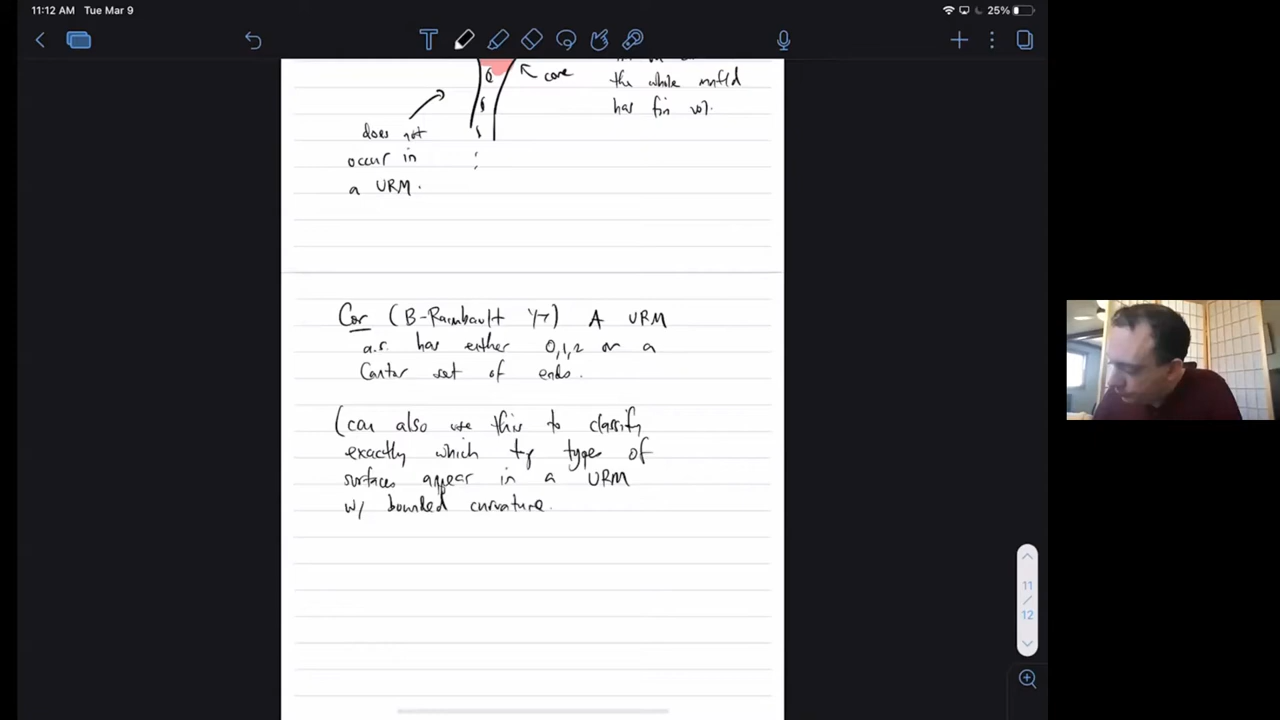 11:12 AM Tue Mar 9
25%
core
the whole mfld
has fin vol.
does not
occur in
a URM.
Cor (B-Raimbault '17) A URM
a.s. has either 0,1,2 or a
Cantor set of ends.
(can also use this to classify
exactly which top types of
surfaces appear in a URM
w/ bounded curvature.
11
/
12